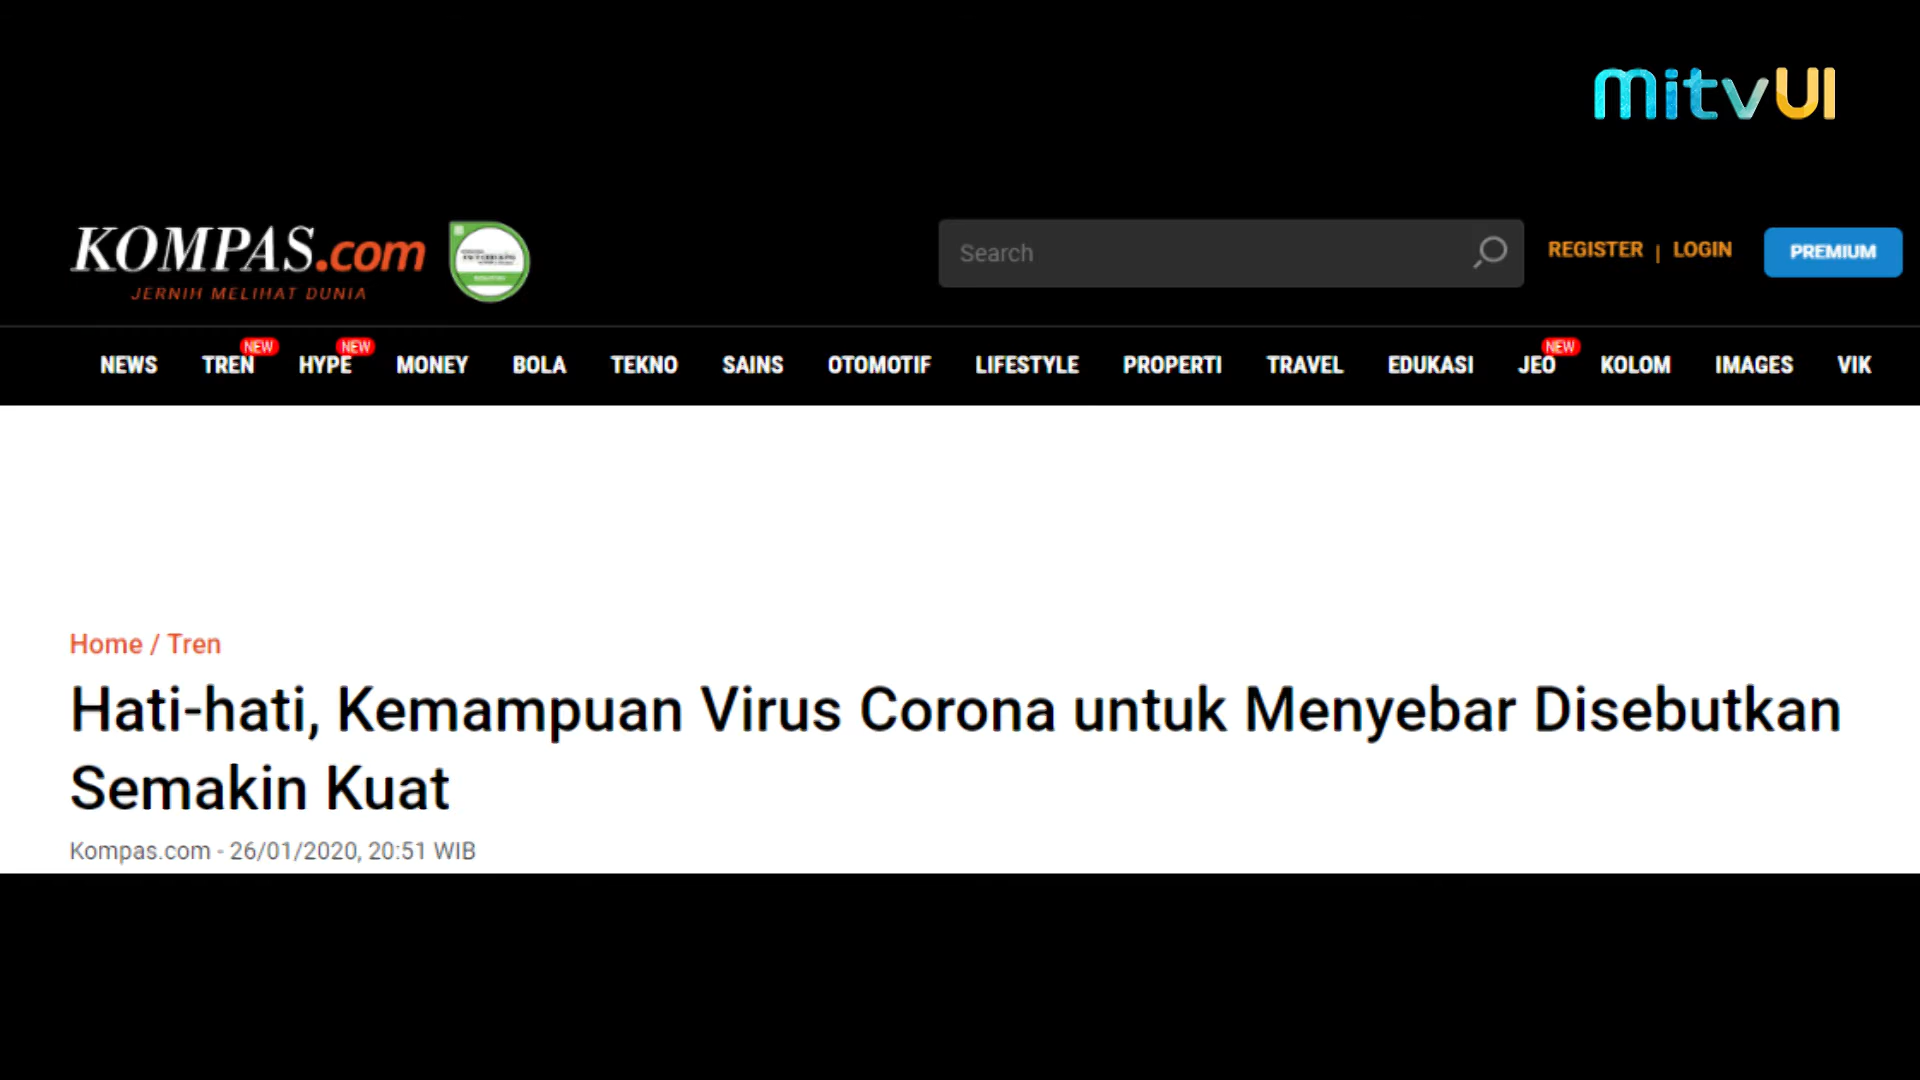 MitvUI
KOMPAS.com
JERNIH MELIHAT DUNIA
Search
REGISTER | LOGIN
PREMIUM
NEWS TREN NEW HYPE NEW MONEY BOLA TEKNO SAINS OTOMOTIF LIFESTYLE PROPERTI TRAVEL EDUKASI JEO NEW KOLOM IMAGES VIK
Home / Tren
Hati-hati, Kemampuan Virus Corona untuk Menyebar Disebutkan
Semakin Kuat
Kompas.com - 26/01/2020, 20:51 WIB